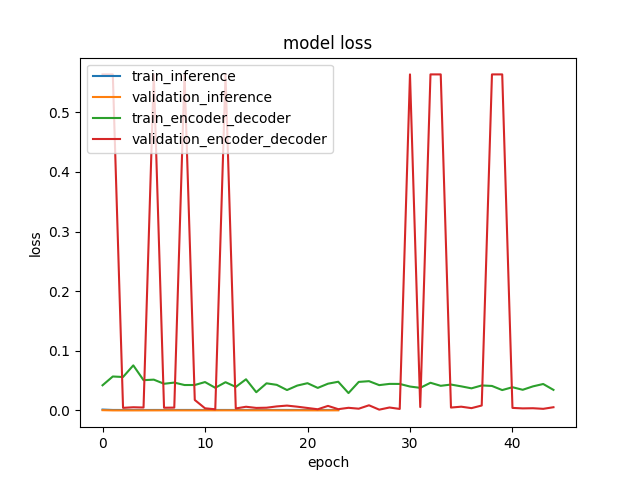 model loss
train_inference
validation_inference
train_encoder_decoder
validation_encoder_decoder
loss
0.5
0.4
0.3
0.2
0.1
0.0
0 10 20 30 40
epoch